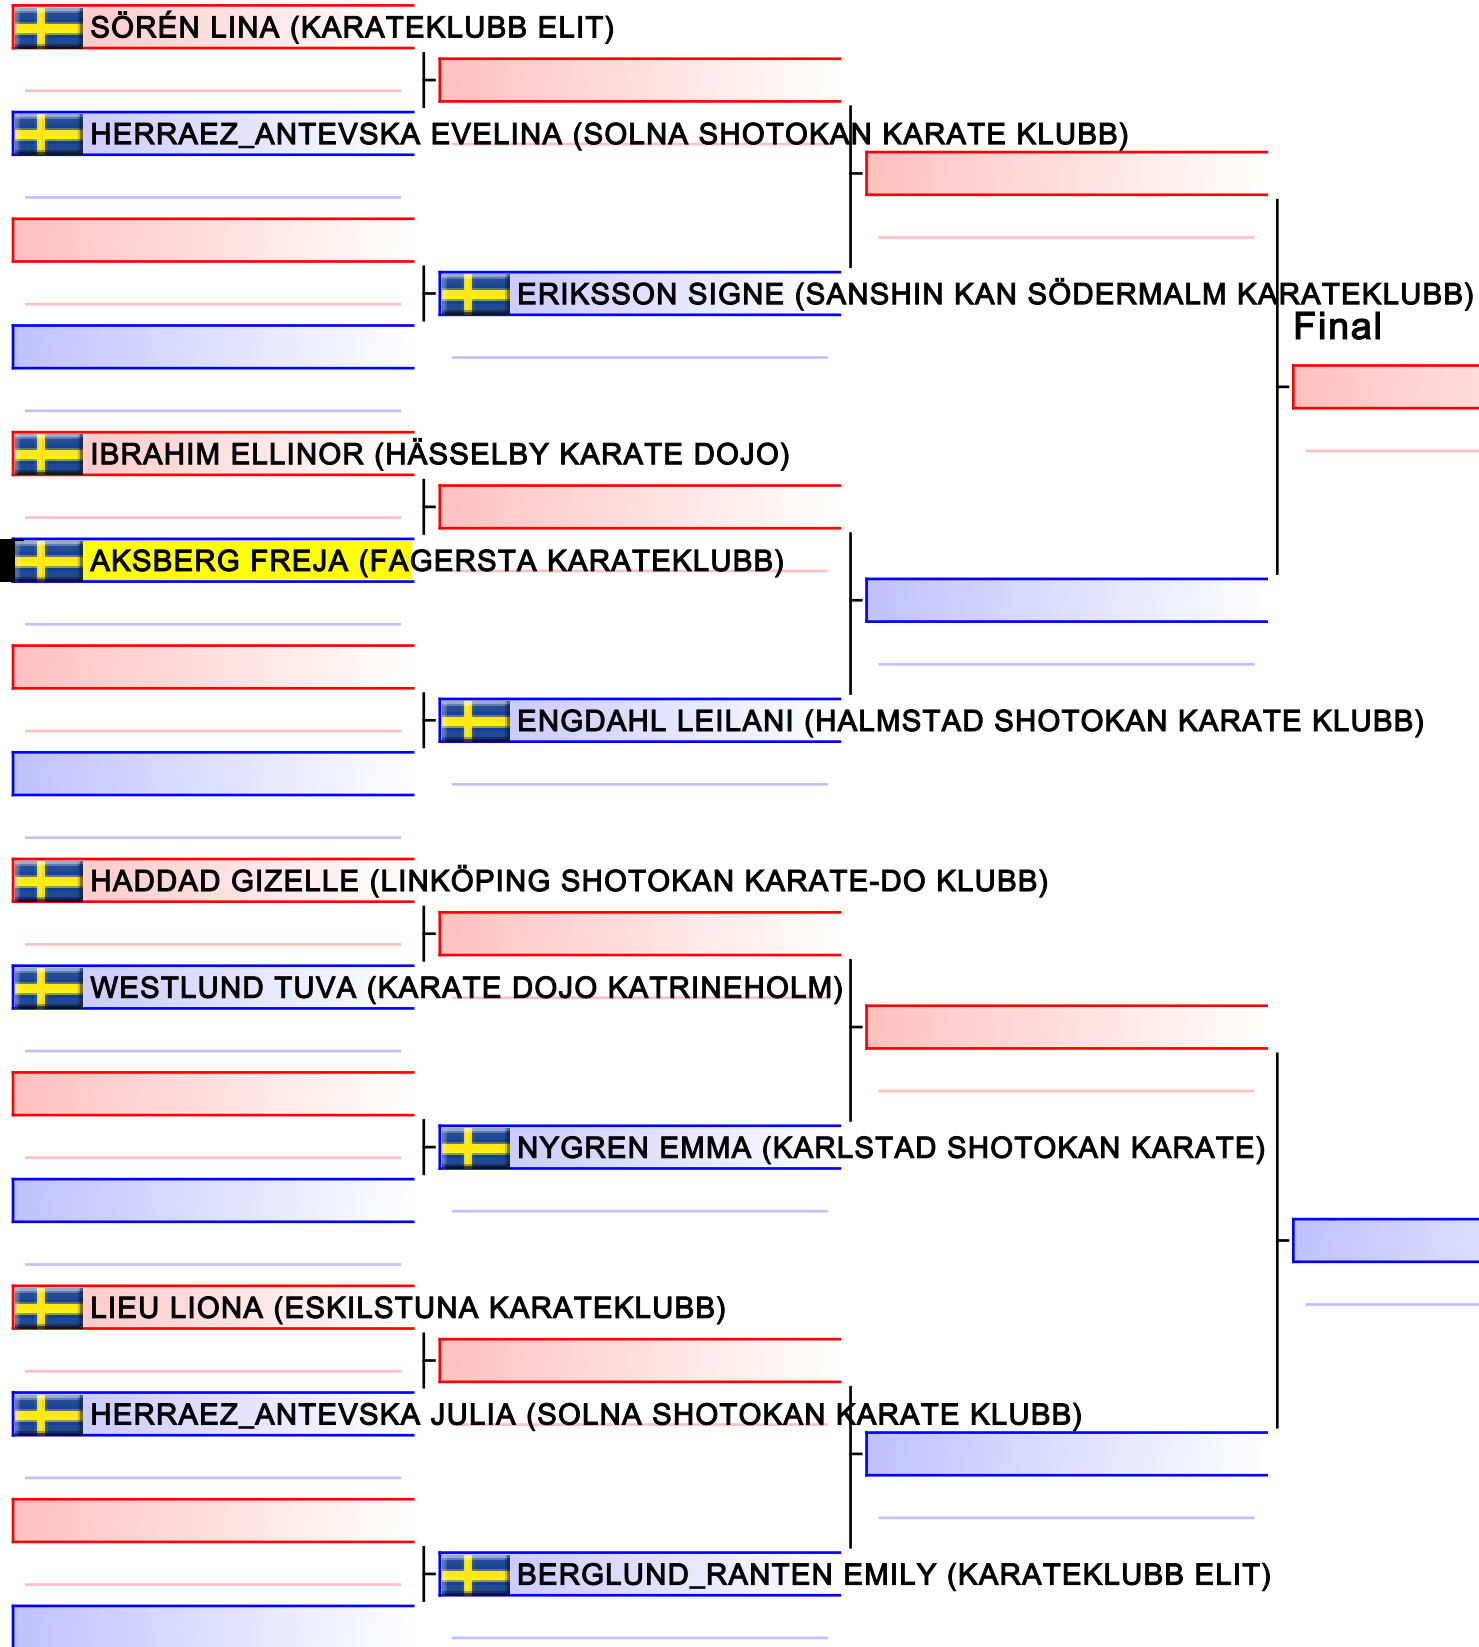 SÖRÉN LINA (KARATEKLUBB ELIT)
HERRAEZ_ANTEVSKA EVELINA (SOLNA SHOTOKAN KARATE KLUBB)
ERIKSSON SIGNE (SANSHIN KAN SÖDERMALM KARATEKLUBB)
Final
IBRAHIM ELLINOR (HÄSSELBY KARATE DOJO)
AKSBERG FREJA (FAGERSTA KARATEKLUBB)
ENGDAHL LEILANI (HALMSTAD SHOTOKAN KARATE KLUBB)
HADDAD GIZELLE (LINKÖPING SHOTOKAN KARATE-DO KLUBB)
WESTLUND TUVA (KARATE DOJO KATRINEHOLM)
NYGREN EMMA (KARLSTAD SHOTOKAN KARATE)
LIEU LIONA (ESKILSTUNA KARATEKLUBB)
HERRAEZ_ANTEVSKA JULIA (SOLNA SHOTOKAN KARATE KLUBB)
BERGLUND_RANTEN EMILY (KARATEKLUBB ELIT)